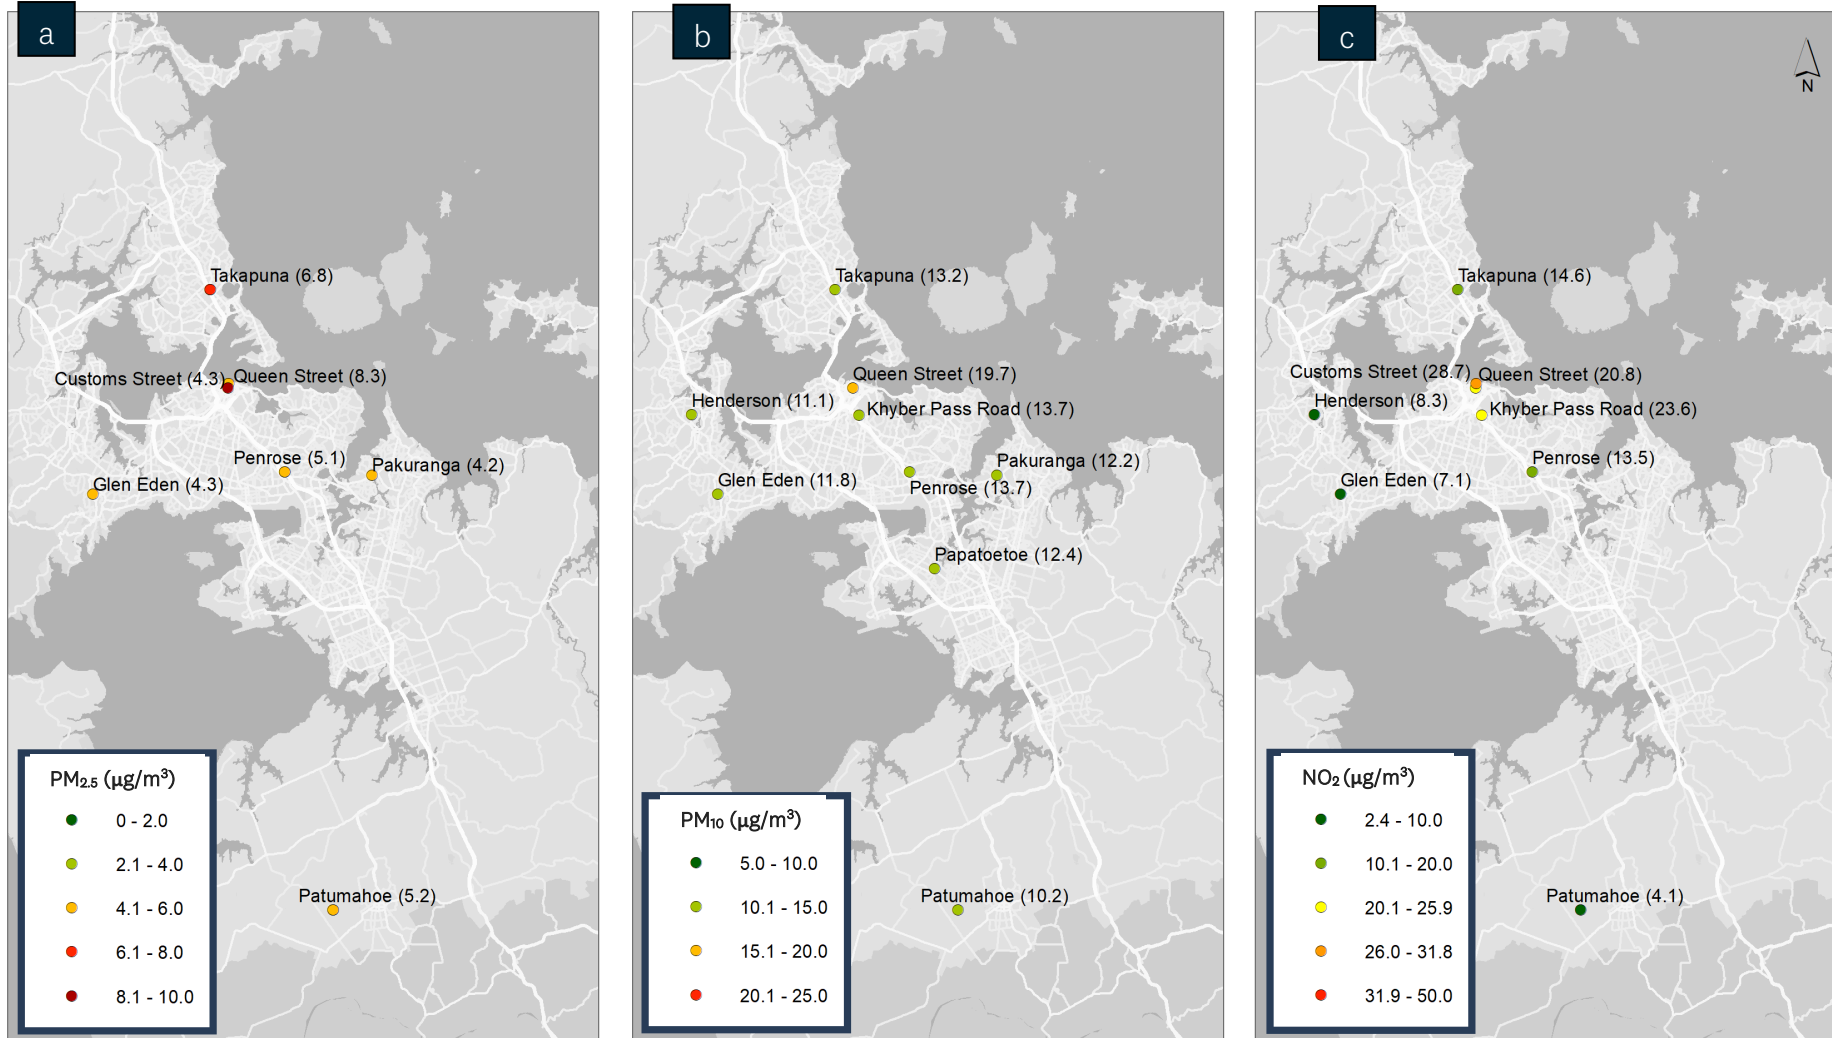 a
Takapuna (6.8)
Customs Street (4.3)
Queen Street (8.3)
Penrose (5.1)
Pakuranga (4.2)
Glen Eden (4.3)
Patumahoe (5.2)
PM2.5 (µg/m³)
0 - 2.0
2.1 - 4.0
4.1 - 6.0
6.1 - 8.0
8.1 - 10.0
b
Takapuna (13.2)
Queen Street (19.7)
Henderson (11.1)
Khyber Pass Road (13.7)
Pakuranga (12.2)
Glen Eden (11.8)
Penrose (13.7)
Papatoetoe (12.4)
Patumahoe (10.2)
PM10 (µg/m³)
5.0 - 10.0
10.1 - 15.0
15.1 - 20.0
20.1 - 25.0
c
N
Takapuna (14.6)
Customs Street (28.7)
Queen Street (20.8)
Henderson (8.3)
Khyber Pass Road (23.6)
Penrose (13.5)
Glen Eden (7.1)
Patumahoe (4.1)
NO2 (µg/m³)
2.4 - 10.0
10.1 - 20.0
20.1 - 25.9
26.0 - 31.8
31.9 - 50.0